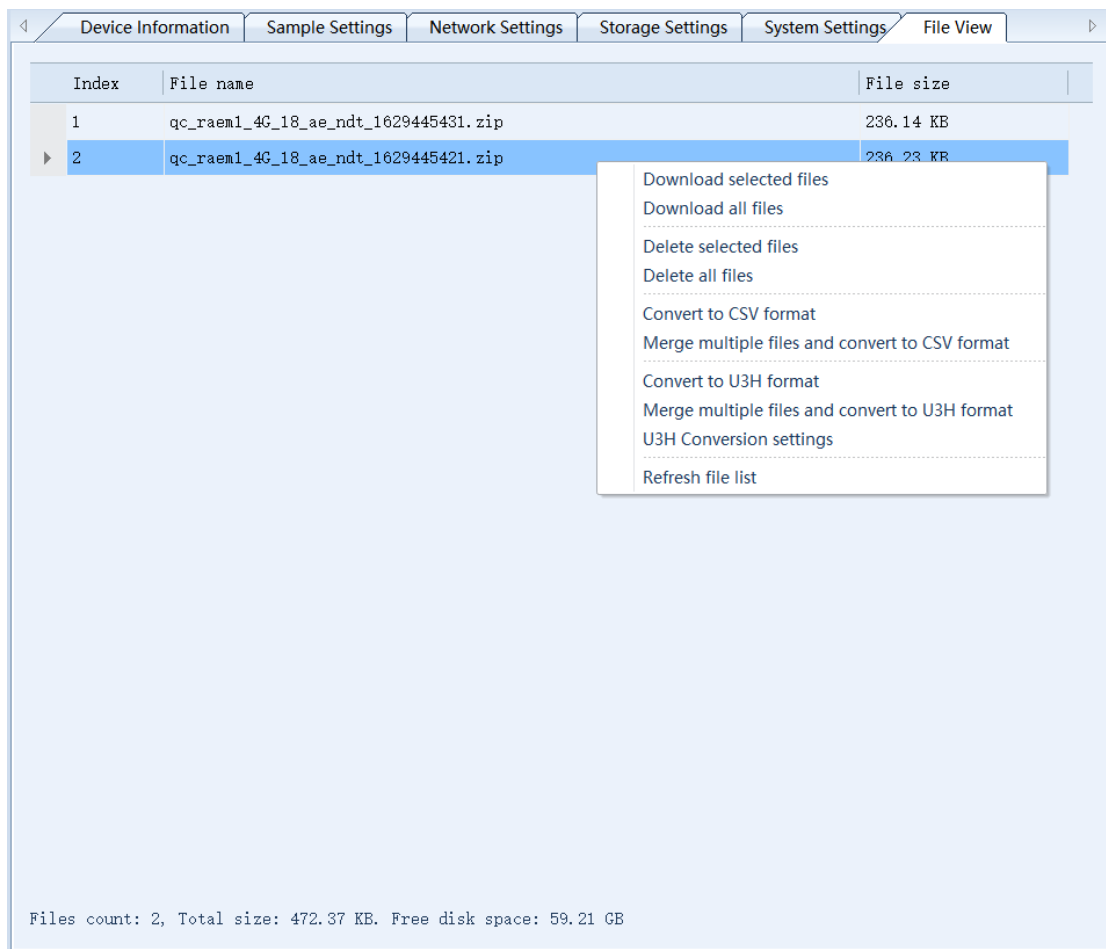 Device Information Sample Settings Network Settings Storage Settings System Settings File View
Index File name File size
1 qc_raem1_4G_18_ae_ndt_1629445431.zip 236.14 KB
2 qc_raem1_4G_18_ae_ndt_1629445421.zip 236.23 KB
Download selected files
Download all files
Delete selected files
Delete all files
Convert to CSV format
Merge multiple files and convert to CSV format
Convert to U3H format
Merge multiple files and convert to U3H format
U3H Conversion settings
Refresh file list
Files count: 2, Total size: 472.37 KB. Free disk space: 59.21 GB